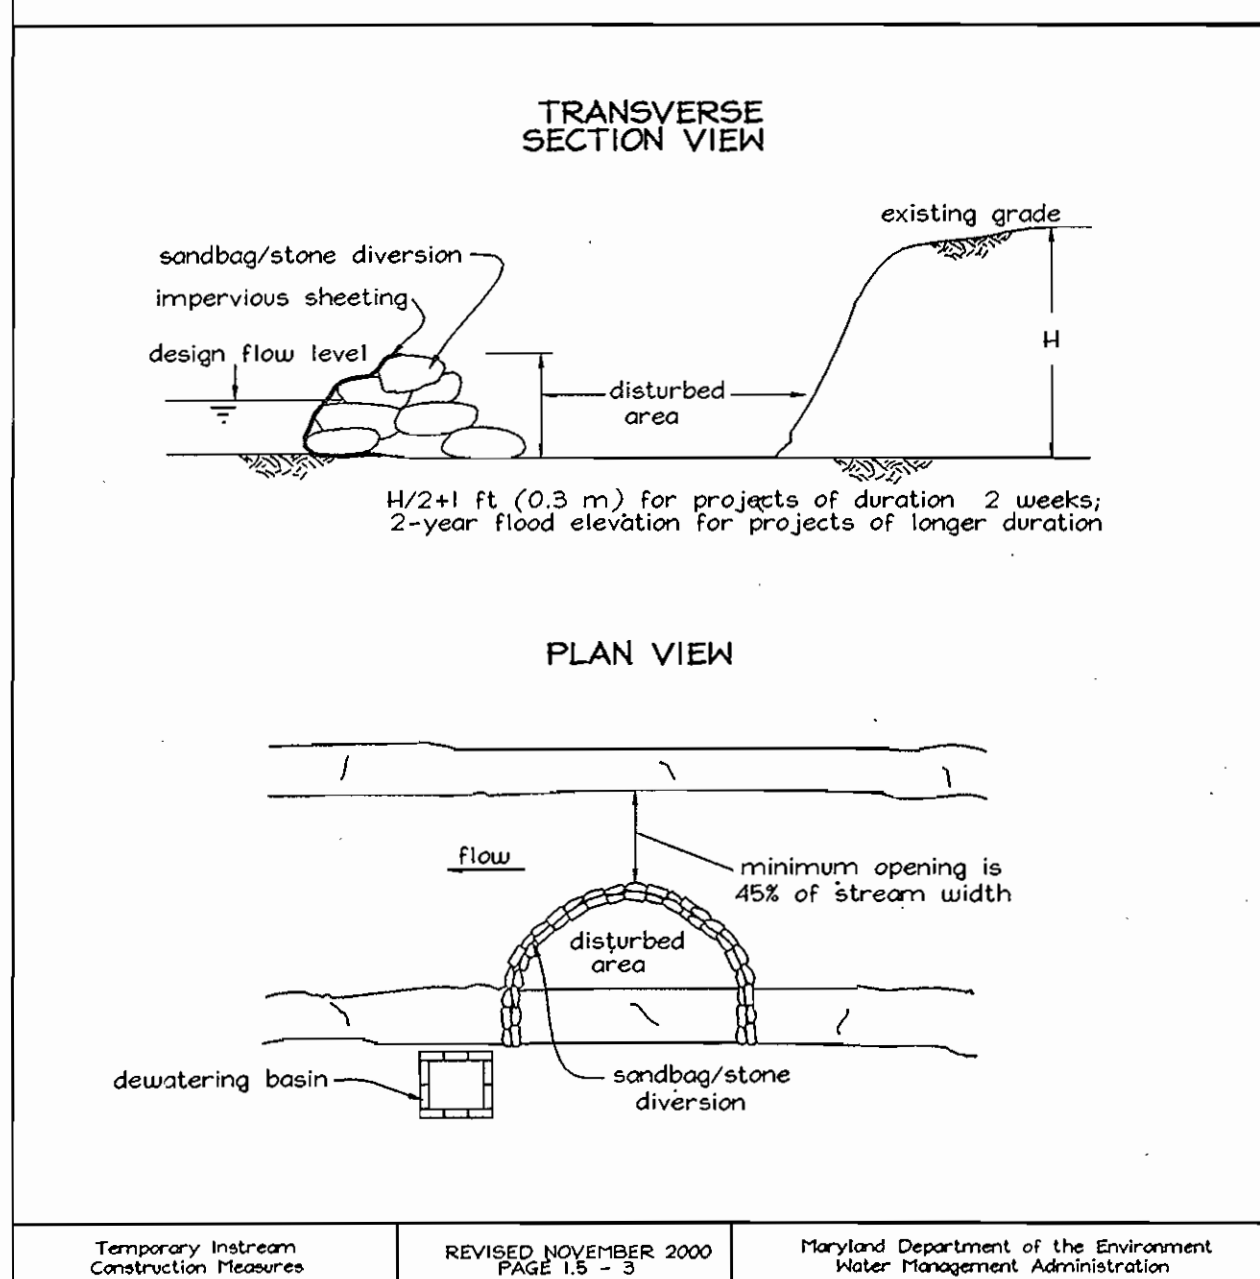 TRANSVERSE
SECTION VIEW
existing grade
sandbag/stone diversion
impervious sheeting
design flow level
H
disturbed
area
H/2+1 ft (0.3 m) for projects of duration 2 weeks;
2-year flood elevation for projects of longer duration
PLAN VIEW
flow
minimum opening is
45% of stream width
disturbed
area
dewatering basin
sandbag/stone
diversion
Temporary Instream
Construction Measures
REVISED NOVEMBER 2000
PAGE 1.5 - 3
Maryland Department of the Environment
Water Management Administration